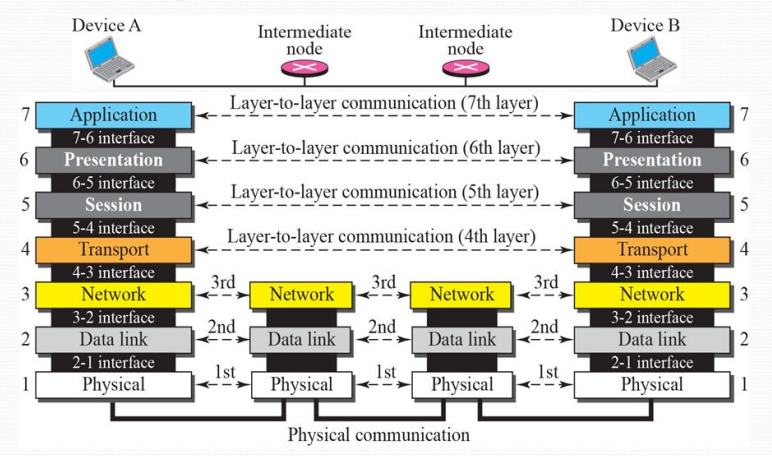 Device A
Intermediate node
Intermediate node
Device B
7 Application Layer-to-layer communication (7th layer) Application 7
7-6 interface 7-6 interface
6 Presentation Layer-to-layer communication (6th layer) Presentation 6
6-5 interface 6-5 interface
5 Session Layer-to-layer communication (5th layer) Session 5
5-4 interface 5-4 interface
4 Transport Layer-to-layer communication (4th layer) Transport 4
4-3 interface 4-3 interface
3 Network 3rd Network 3rd Network 3rd Network 3
3-2 interface 3-2 interface
2 Data link 2nd Data link 2nd Data link 2nd Data link 2
2-1 interface 2-1 interface
1 Physical 1st Physical 1st Physical 1st Physical 1
Physical communication